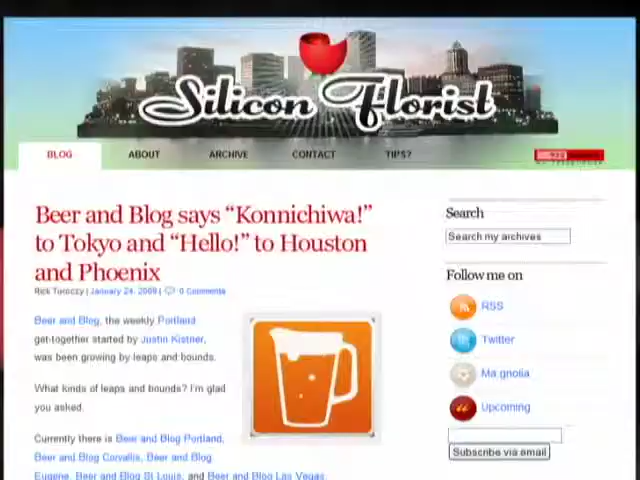 Silicon Florist
BLOG
ABOUT
ARCHIVE
CONTACT
TIPS?
Beer and Blog says “Konnichiwa!”
to Tokyo and “Hello!” to Houston
and Phoenix
Rick Turoczy | January 24, 2009 | 0 Comments
Beer and Blog, the weekly Portland
get-together started by Justin Kistner,
was been growing by leaps and bounds.
What kinds of leaps and bounds? I'm glad
you asked.
Currently there is Beer and Blog Portland,
Beer and Blog Corvallis, Beer and Blog
Eugene, Beer and Blog St Louis, and Beer and Blog Las Vegas.
Search
Search my archives
Follow me on
RSS
Twitter
Ma.gnolia
Upcoming
Subscribe via email